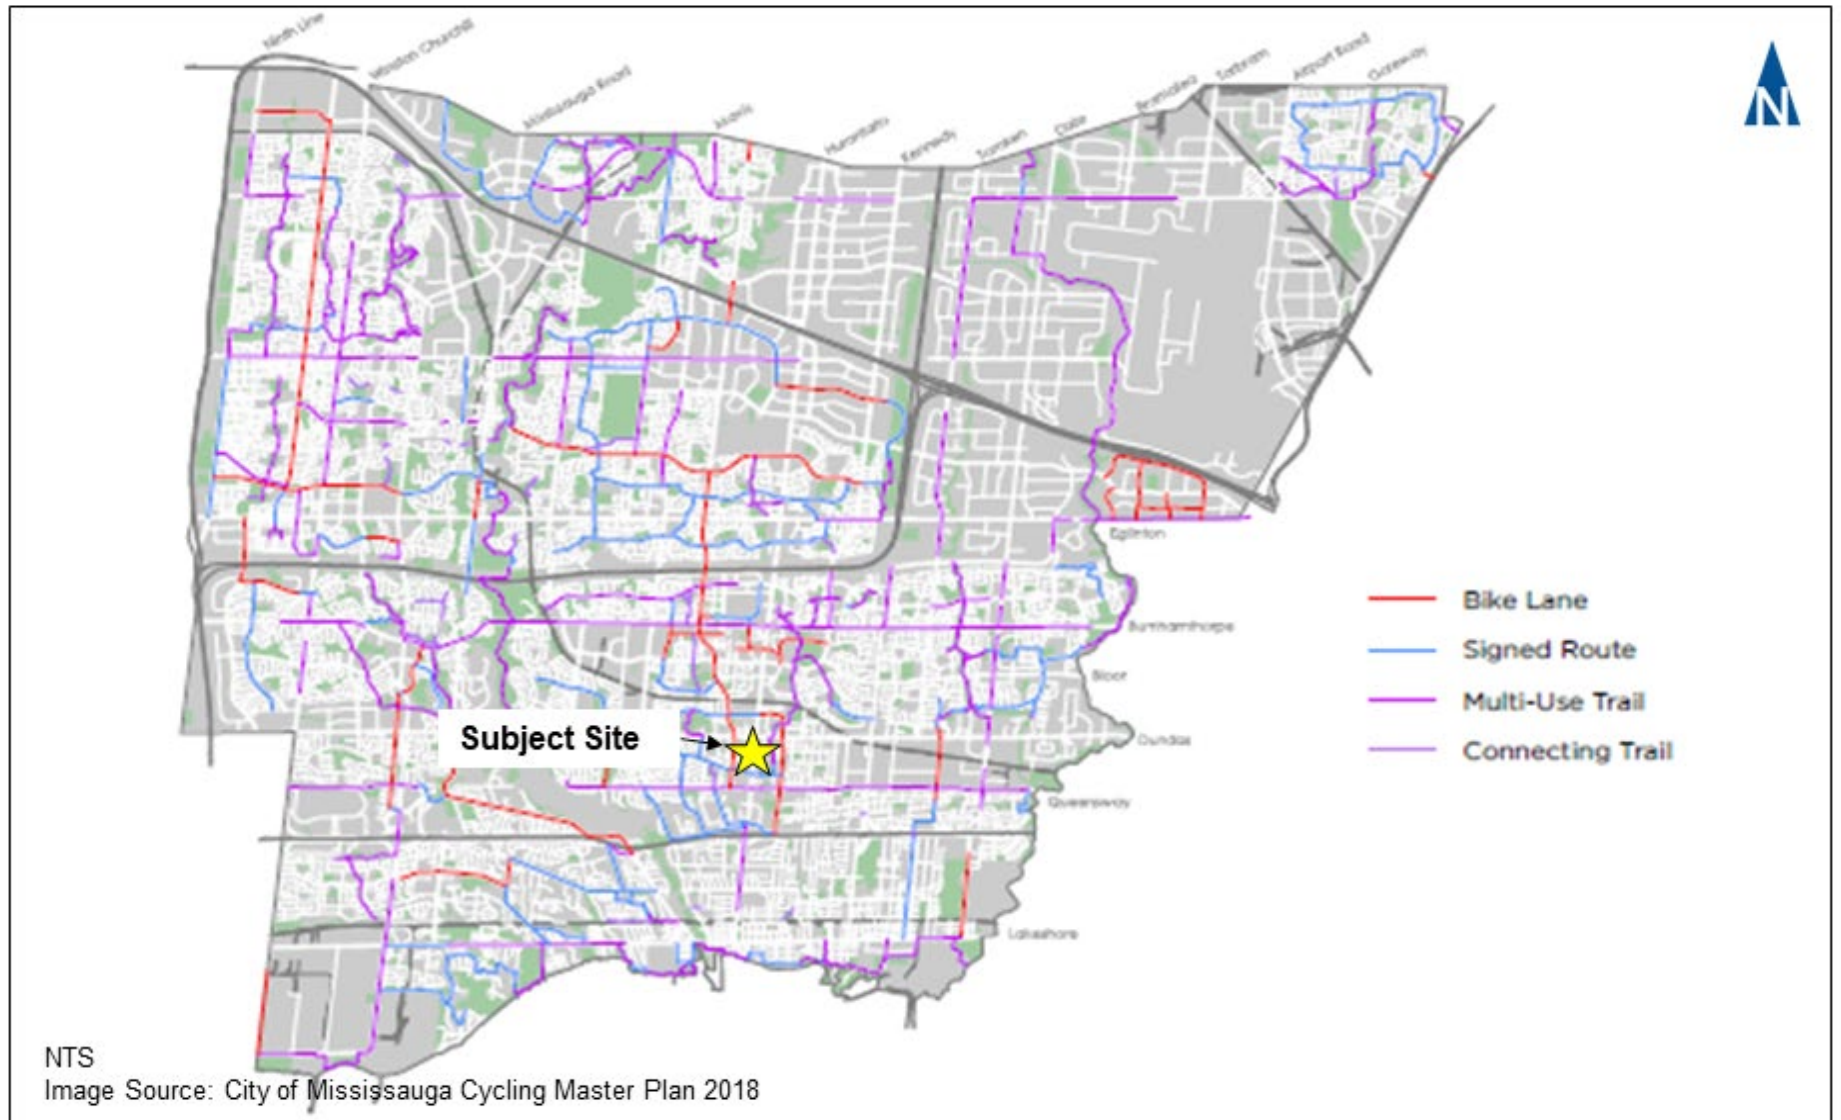 Ninth Line
Winston Churchill
Mississauga Road
Mavis
Hurontario
Kennedy
Tomken
Dixie
Bramalea
Torbram
Airport Road
Goreway
N
Eglinton
Burnhamthorpe
Bloor
Dundas
Queensway
Lakeshore
Bike Lane
Signed Route
Multi-Use Trail
Connecting Trail
Subject Site
NTS
Image Source: City of Mississauga Cycling Master Plan 2018